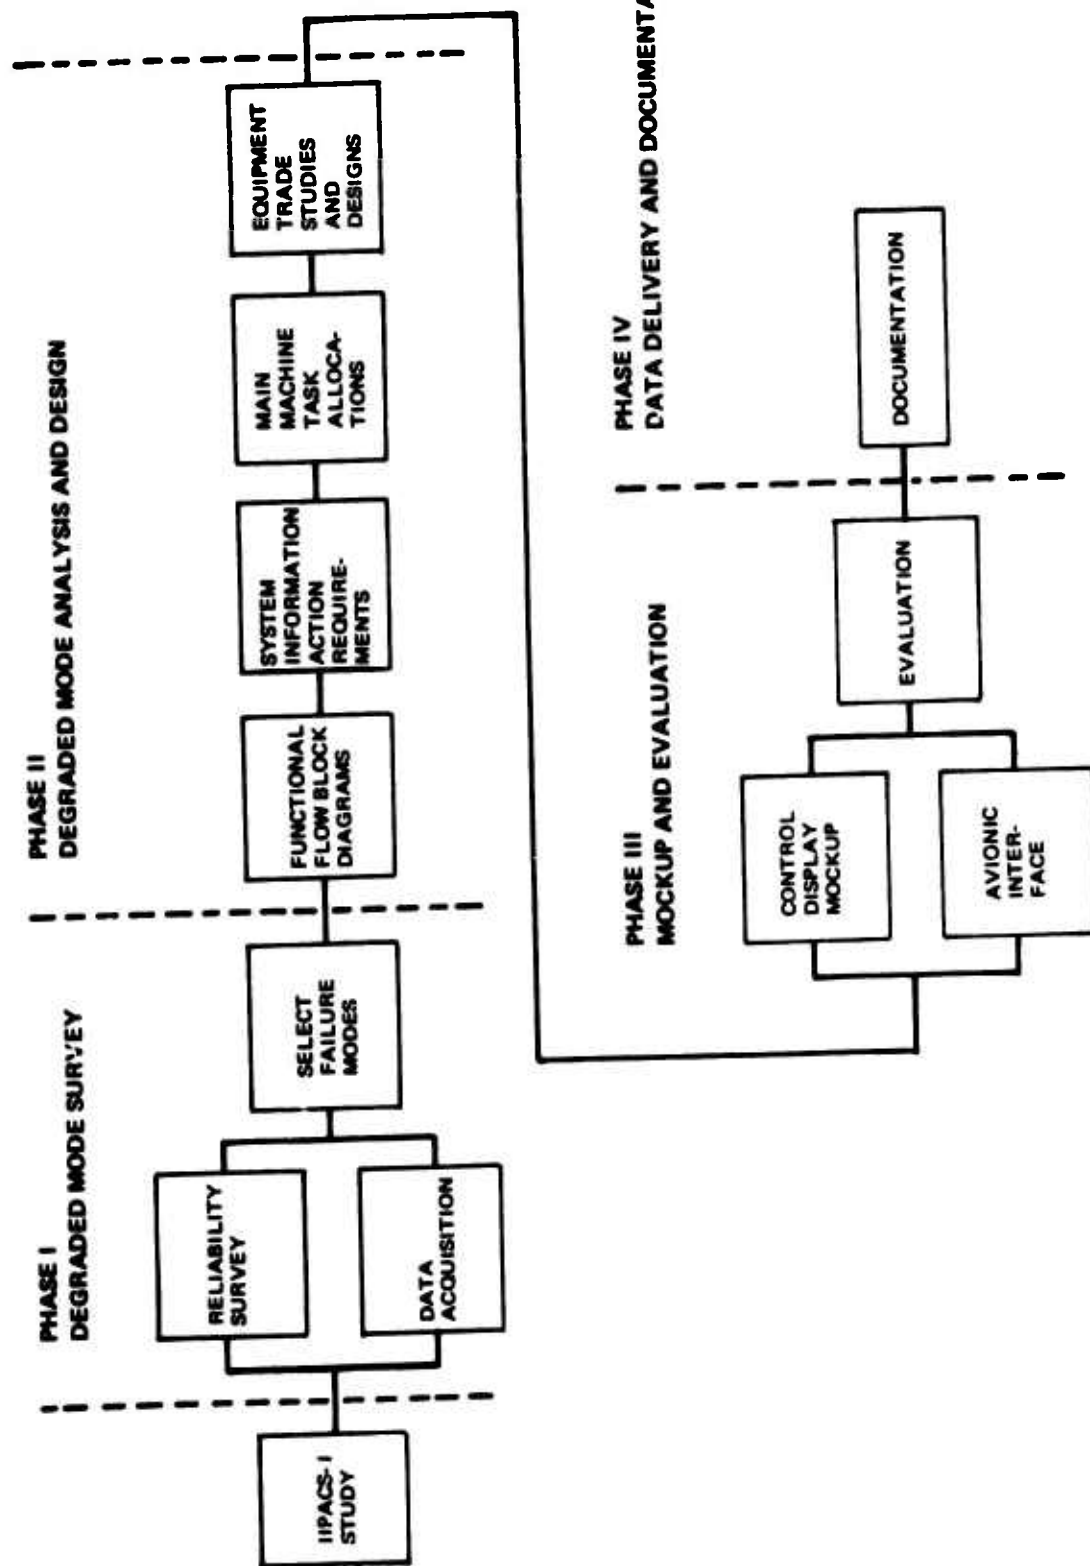 PHASE I
DEGRADED MODE SURVEY
PHASE II
DEGRADED MODE ANALYSIS AND DESIGN
IIPACS-I
STUDY
RELIABILITY
SURVEY
DATA
ACQUISITION
SELECT
FAILURE
MODES
FUNCTIONAL
FLOW BLOCK
DIAGRAMS
SYSTEM
INFORMATION
ACTION
REQUIRE-
MENTS
MAIN
MACHINE
TASK
ALLOCA-
TIONS
EQUIPMENT
TRADE
STUDIES
AND
DESIGNS
PHASE III
MOCKUP AND EVALUATION
PHASE IV
DATA DELIVERY AND DOCUMENTA
CONTROL
DISPLAY
MOCKUP
AVIONIC
INTER-
FACE
EVALUATION
DOCUMENTATION